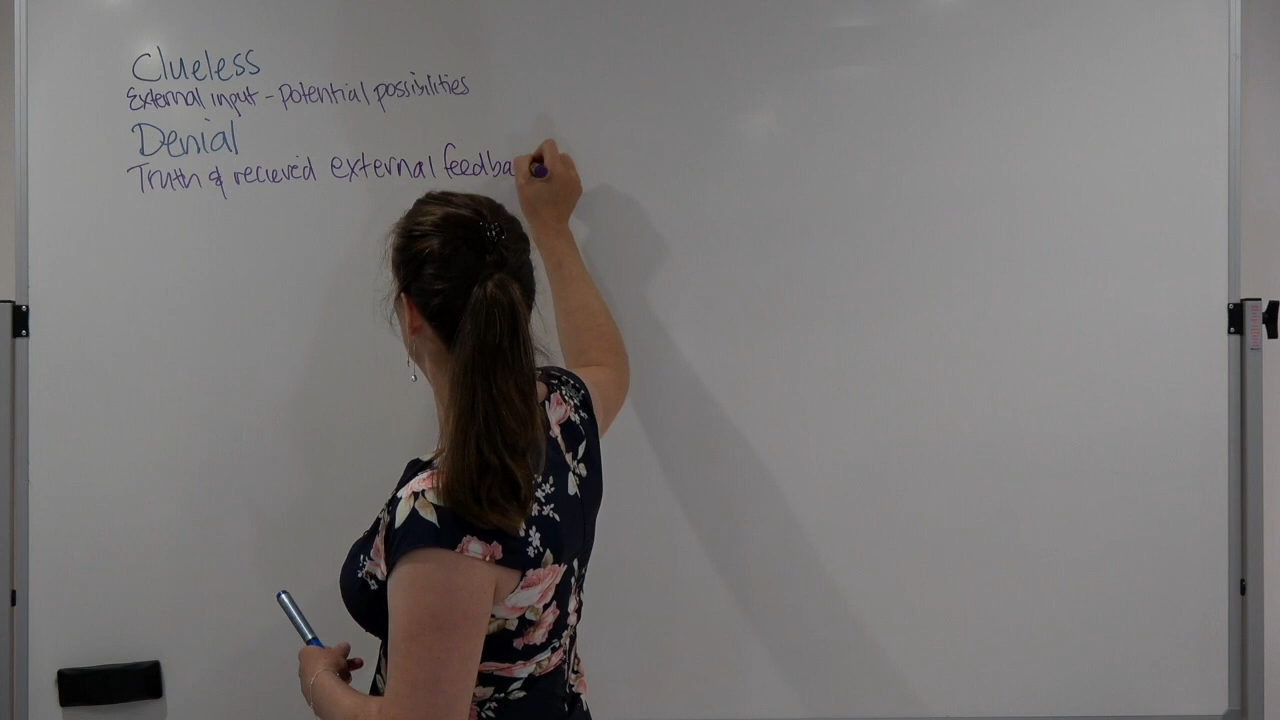 Clueless
External input - potential possibilities
Denial
Truth & recieved external feedba